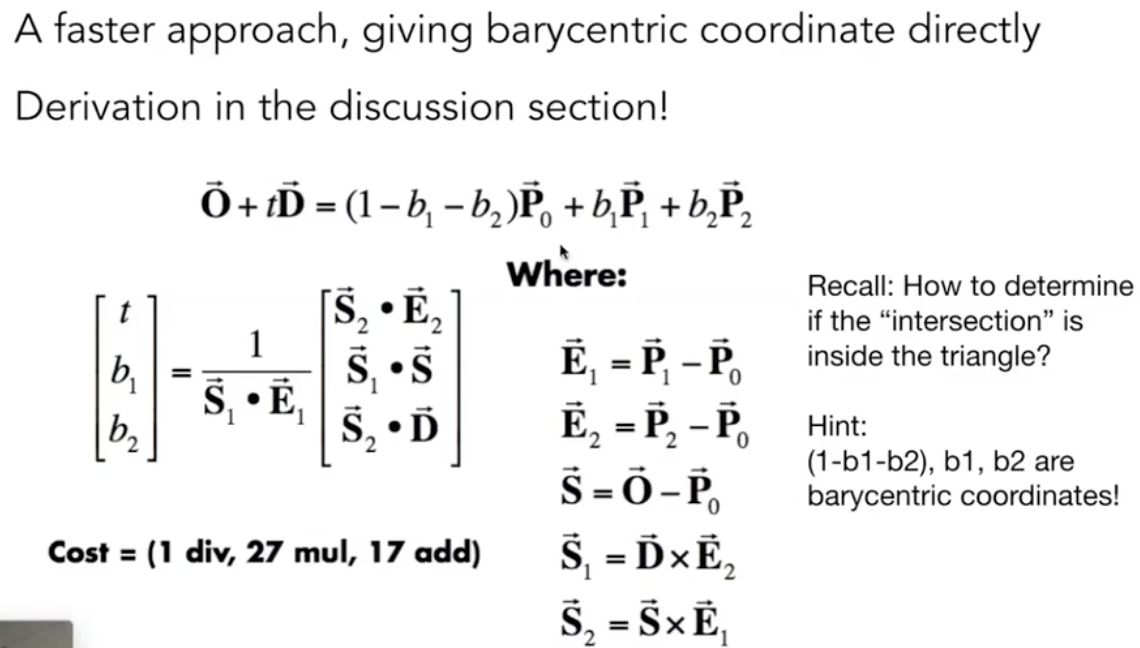 A faster approach, giving barycentric coordinate directly
Derivation in the discussion section!
$\vec{\mathbf{O}} + t\vec{\mathbf{D}} = (1 - b_1 - b_2)\vec{\mathbf{P}}_0 + b_1\vec{\mathbf{P}}_1 + b_2\vec{\mathbf{P}}_2$
$\begin{bmatrix} t \\ b_1 \\ b_2 \end{bmatrix} = \frac{1}{\vec{\mathbf{S}}_1 \bullet \vec{\mathbf{E}}_1} \begin{bmatrix} \vec{\mathbf{S}}_2 \bullet \vec{\mathbf{E}}_2 \\ \vec{\mathbf{S}}_1 \bullet \vec{\mathbf{S}} \\ \vec{\mathbf{S}}_2 \bullet \vec{\mathbf{D}} \end{bmatrix}$
Cost = (1 div, 27 mul, 17 add)
Where:
$\vec{\mathbf{E}}_1 = \vec{\mathbf{P}}_1 - \vec{\mathbf{P}}_0$
$\vec{\mathbf{E}}_2 = \vec{\mathbf{P}}_2 - \vec{\mathbf{P}}_0$
$\vec{\mathbf{S}} = \vec{\mathbf{O}} - \vec{\mathbf{P}}_0$
$\vec{\mathbf{S}}_1 = \vec{\mathbf{D}} \times \vec{\mathbf{E}}_2$
$\vec{\mathbf{S}}_2 = \vec{\mathbf{S}} \times \vec{\mathbf{E}}_1$
Recall: How to determine
if the “intersection” is
inside the triangle?
Hint:
(1-b1-b2), b1, b2 are
barycentric coordinates!